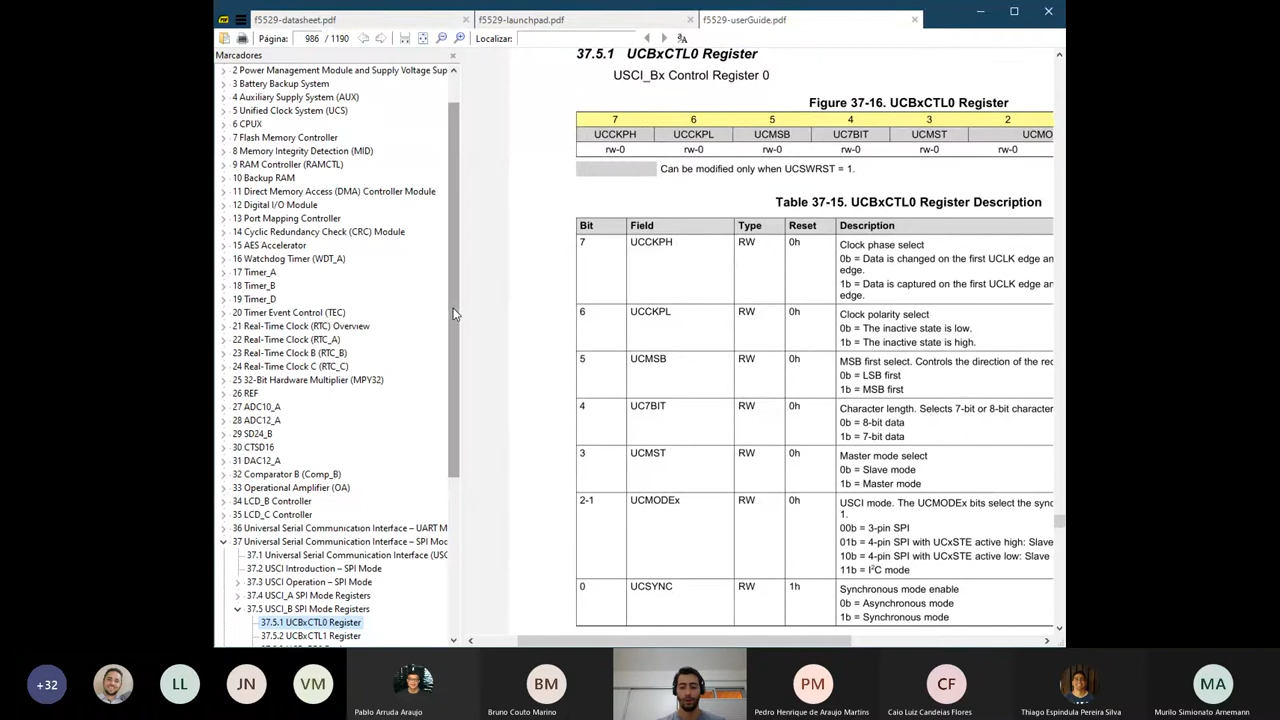 f5529-datasheet.pdf
f5529-launchpad.pdf
f5529-userGuide.pdf
Página: 986 / 1190
Localizar:
Marcadores
2 Power Management Module and Supply Voltage Sup
3 Battery Backup System
4 Auxiliary Supply System (AUX)
5 Unified Clock System (UCS)
6 CPUX
7 Flash Memory Controller
8 Memory Integrity Detection (MID)
9 RAM Controller (RAMCTL)
10 Backup RAM
11 Direct Memory Access (DMA) Controller Module
12 Digital I/O Module
13 Port Mapping Controller
14 Cyclic Redundancy Check (CRC) Module
15 AES Accelerator
16 Watchdog Timer (WDT_A)
17 Timer_A
18 Timer_B
19 Timer_D
20 Timer Event Control (TEC)
21 Real-Time Clock (RTC) Overview
22 Real-Time Clock (RTC_A)
23 Real-Time Clock B (RTC_B)
24 Real-Time Clock C (RTC_C)
25 32-Bit Hardware Multiplier (MPY32)
26 REF
27 ADC10_A
28 ADC12_A
29 SD24_B
30 CTSD16
31 DAC12_A
32 Comparator B (Comp_B)
33 Operational Amplifier (OA)
34 LCD_B Controller
35 LCD_C Controller
36 Universal Serial Communication Interface – UART M
37 Universal Serial Communication Interface – SPI Moc
37.1 Universal Serial Communication Interface (USC
37.2 USCI Introduction – SPI Mode
37.3 USCI Operation – SPI Mode
37.4 USCI_A SPI Mode Registers
37.5 USCI_B SPI Mode Registers
37.5.1 UCBxCTL0 Register
37.5.2 UCBxCTL1 Register
37.5.1 UCBxCTL0 Register
USCI_Bx Control Register 0
Figure 37-16. UCBxCTL0 Register
7 6 5 4 3 2
UCCKPH UCCKPL UCMSB UC7BIT UCMST UCMO
rw-0 rw-0 rw-0 rw-0 rw-0 rw-0
Can be modified only when UCSWRST = 1.
Table 37-15. UCBxCTL0 Register Description
Bit Field Type Reset Description
7 UCCKPH RW 0h Clock phase select
0b = Data is changed on the first UCLK edge an
edge.
1b = Data is captured on the first UCLK edge an
edge.
6 UCCKPL RW 0h Clock polarity select
0b = The inactive state is low.
1b = The inactive state is high.
5 UCMSB RW 0h MSB first select. Controls the direction of the rec
0b = LSB first
1b = MSB first
4 UC7BIT RW 0h Character length. Selects 7-bit or 8-bit character
0b = 8-bit data
1b = 7-bit data
3 UCMST RW 0h Master mode select
0b = Slave mode
1b = Master mode
2-1 UCMODEx RW 0h USCI mode. The UCMODEx bits select the sync
1.
00b = 3-pin SPI
01b = 4-pin SPI with UCxSTE active high: Slave
10b = 4-pin SPI with UCxSTE active low: Slave
11b = I²C mode
0 UCSYNC RW 1h Synchronous mode enable
0b = Asynchronous mode
1b = Synchronous mode
+32 LL JN VM BM PM CF MA
Pablo Arruda Araujo
Bruno Couto Marino
Pedro Henrique de Araujo Martins
Caio Luiz Candeias Flores
Thiago Espindula Pereira Silva
Murilo Simionato Arnemann